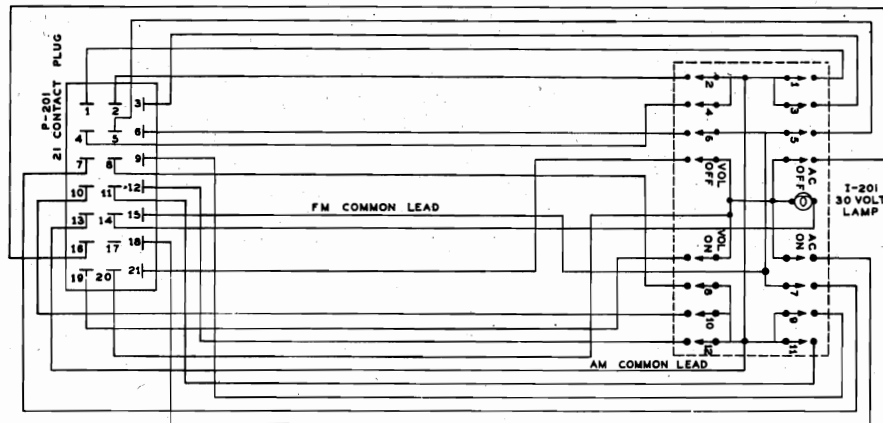 P-201
21 CONTACT PLUG
1 2 3
4 5 6
7 8 9
10 11 12
13 14 15
16 17 18
19 20 21
FM COMMON LEAD
2 1
4 3
6 5
VOL OFF AC OFF
I-201
30 VOLT
LAMP
VOL ON AC ON
8 7
10 9
12 11
AM COMMON LEAD